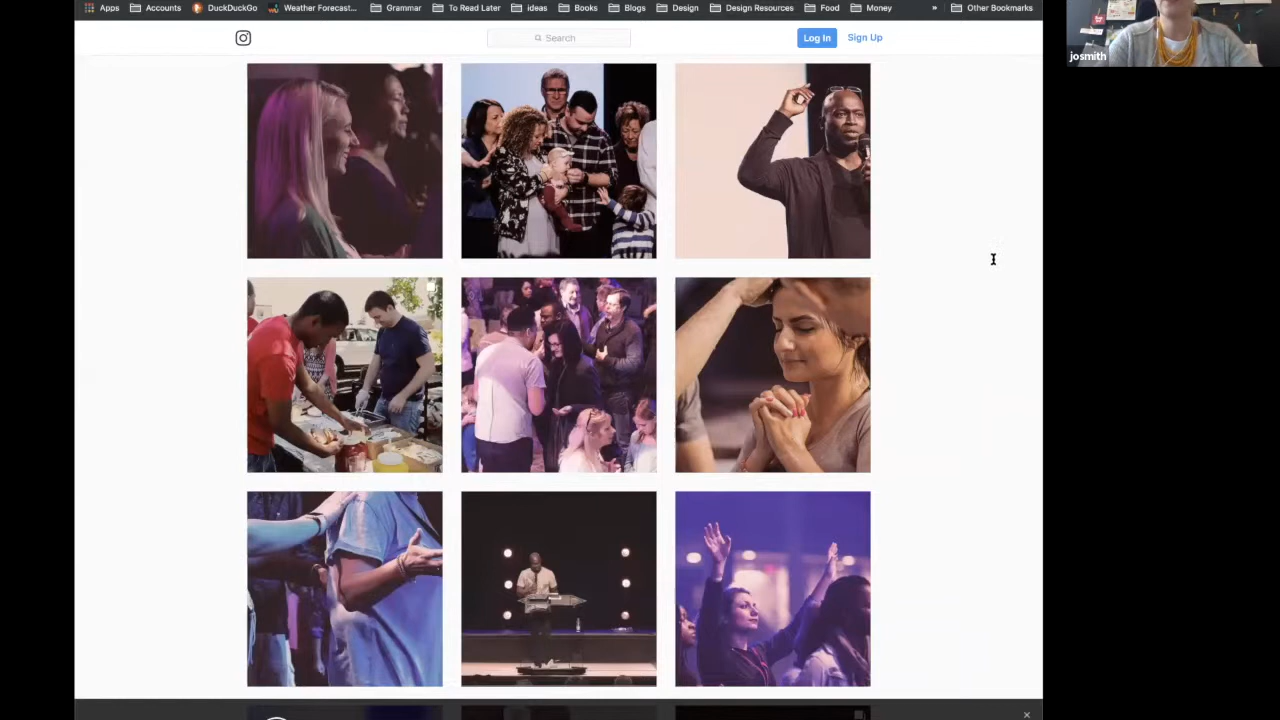 Apps Accounts DuckDuckGo Weather Forecast... Grammar To Read Later ideas Books Blogs Design Design Resources Food Money » Other Bookmarks
Search Log In Sign Up
josmith